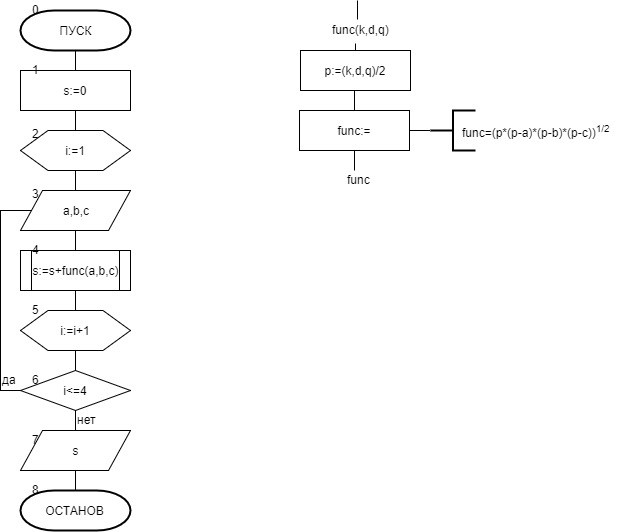 0
ПУСК
1
s:=0
2
i:=1
3
a,b,c
4
s:=s+func(a,b,c)
5
i:=i+1
да
6
i<=4
нет
7
s
8
ОСТАНОВ
func(k,d,q)
p:=(k,d,q)/2
func:=
func=(p*(p-a)*(p-b)*(p-c))^1/2
func